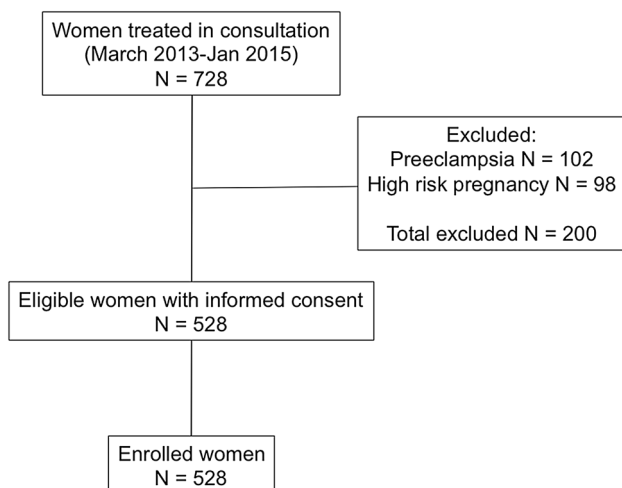 Women treated in consultation
(March 2013-Jan 2015)
N = 728
Excluded:
Preeclampsia N = 102
High risk pregnancy N = 98
Total excluded N = 200
Eligible women with informed consent
N = 528
Enrolled women
N = 528